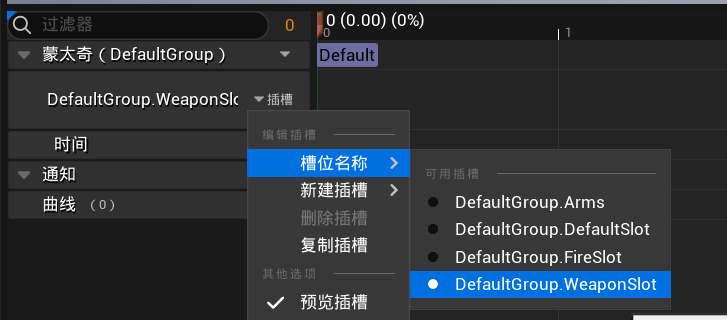 过滤器
0
0 (0.00) (0%)
0
1
蒙太奇（DefaultGroup）
Default
DefaultGroup.WeaponSlc
插槽
编辑插槽
时间
槽位名称
可用插槽
通知
新建插槽
DefaultGroup.Arms
曲线（0）
删除插槽
DefaultGroup.DefaultSlot
复制插槽
DefaultGroup.FireSlot
其他选项
DefaultGroup.WeaponSlot
预览插槽